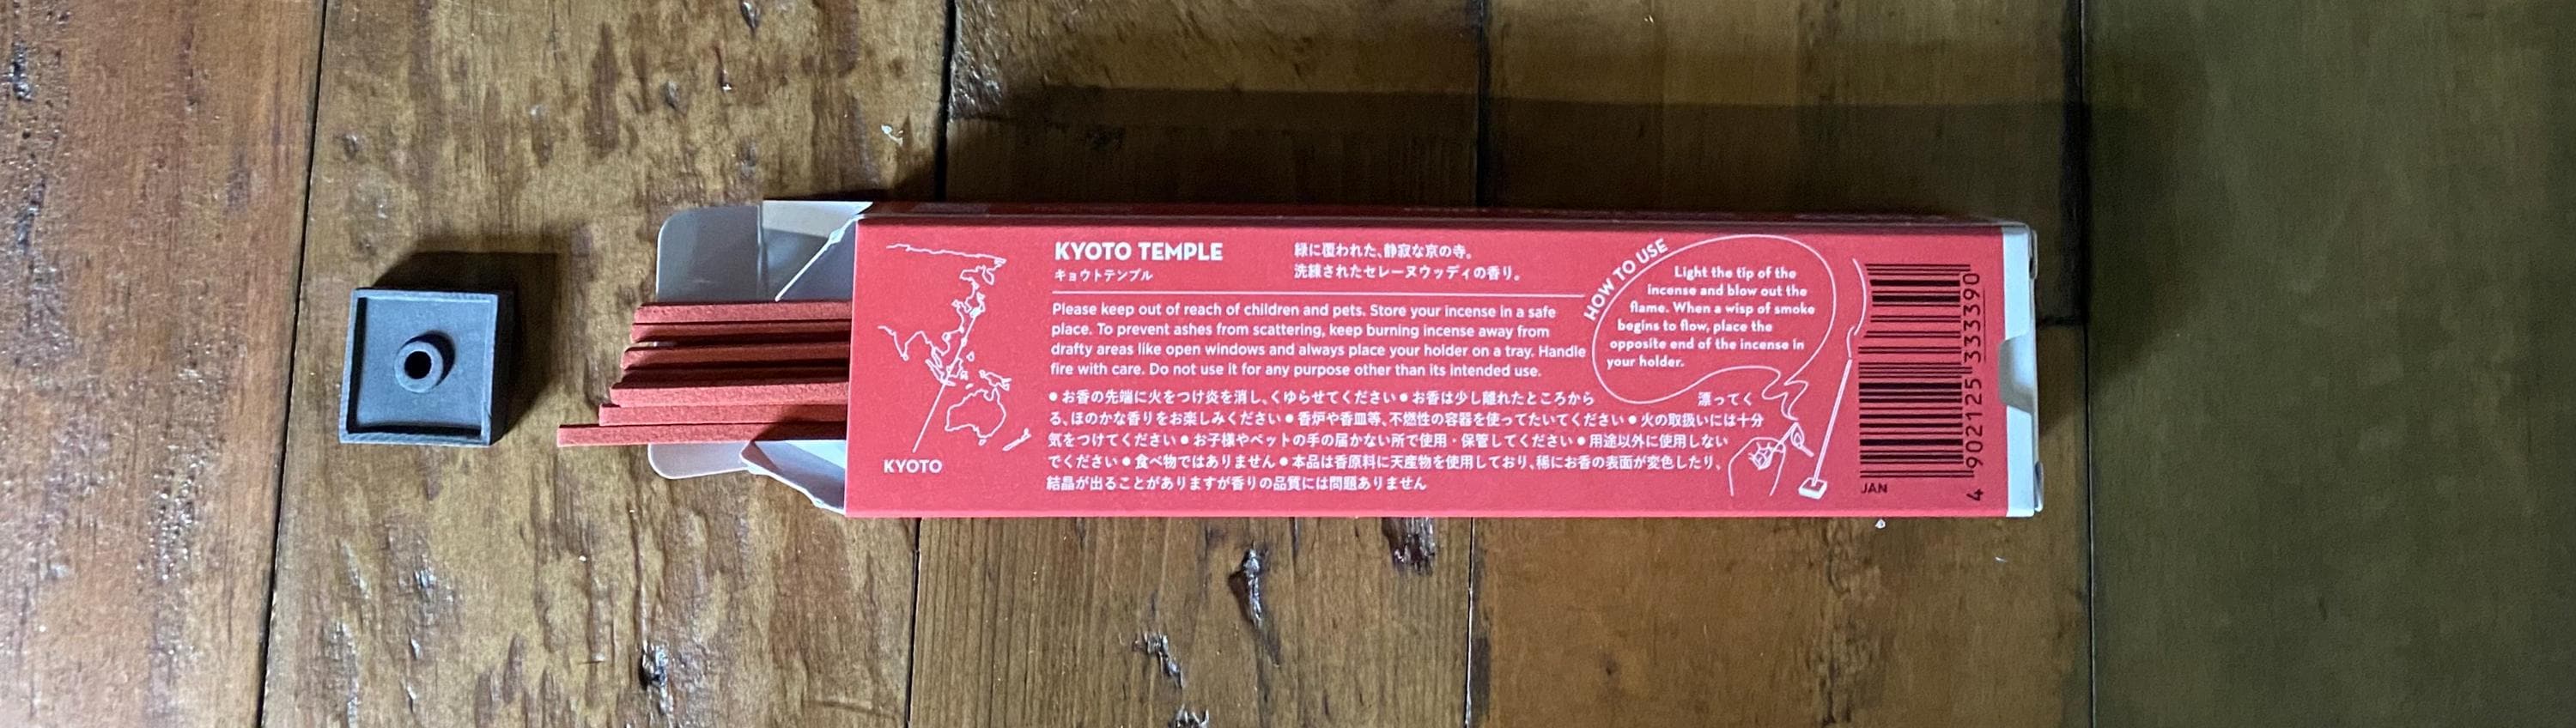 KYOTO TEMPLE
キョウトテンプル
緑に覆われた、静寂な京の寺。
洗練されたセレーヌウッディの香り。
Please keep out of reach of children and pets. Store your incense in a safe
place. To prevent ashes from scattering, keep burning incense away from
drafty areas like open windows and always place your holder on a tray. Handle
fire with care. Do not use it for any purpose other than its intended use.
●お香の先端に火をつけ炎を消し、くゆらせてください●お香は少し離れたところから 漂ってく
る、ほのかな香りをお楽しみください●香炉や香皿等、不燃性の容器を使ってたいてください●火の取扱いには十分
気をつけてください●お子様やペットの手の届かない所で使用・保管してください●用途以外に使用しない
でください●食べ物ではありません●本品は香原料に天産物を使用しており、稀にお香の表面が変色したり、
結晶が出ることがありますが香りの品質には問題ありません
KYOTO
HOW TO USE
Light the tip of the
incense and blow out the
flame. When a wisp of smoke
begins to flow, place the
opposite end of the incense in
your holder.
JAN
4 902125 333390